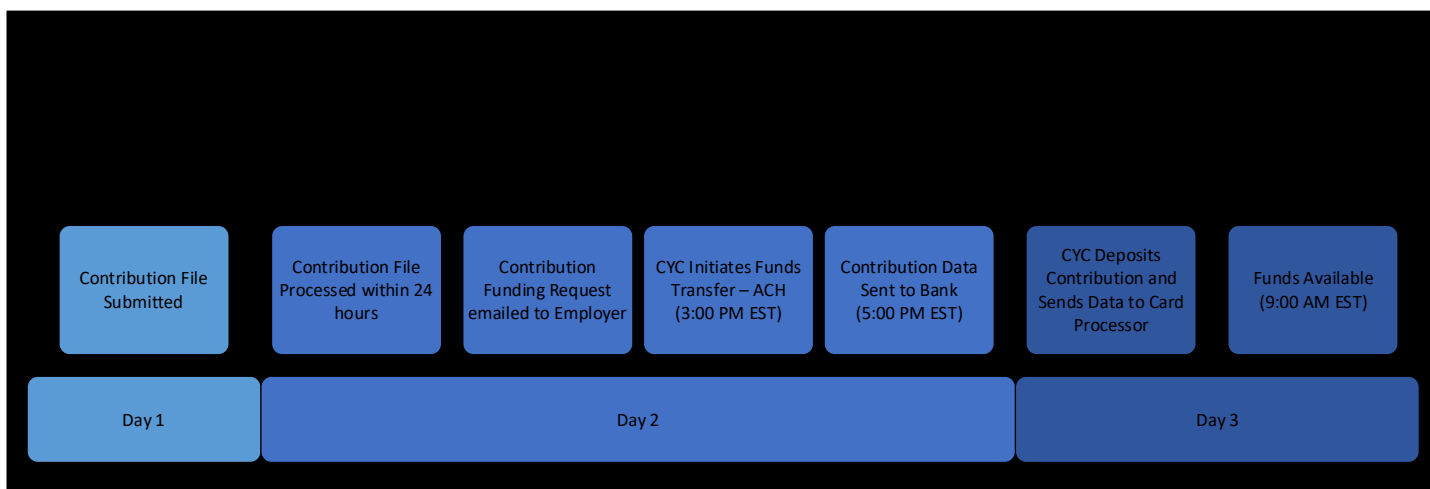 Contribution File
Submitted
Contribution File
Processed within 24
hours
Contribution
Funding Request
emailed to Employer
CYC Initiates Funds
Transfer – ACH
(3:00 PM EST)
Contribution Data
Sent to Bank
(5:00 PM EST)
CYC Deposits
Contribution and
Sends Data to Card
Processor
Funds Available
(9:00 AM EST)
Day 1
Day 2
Day 3